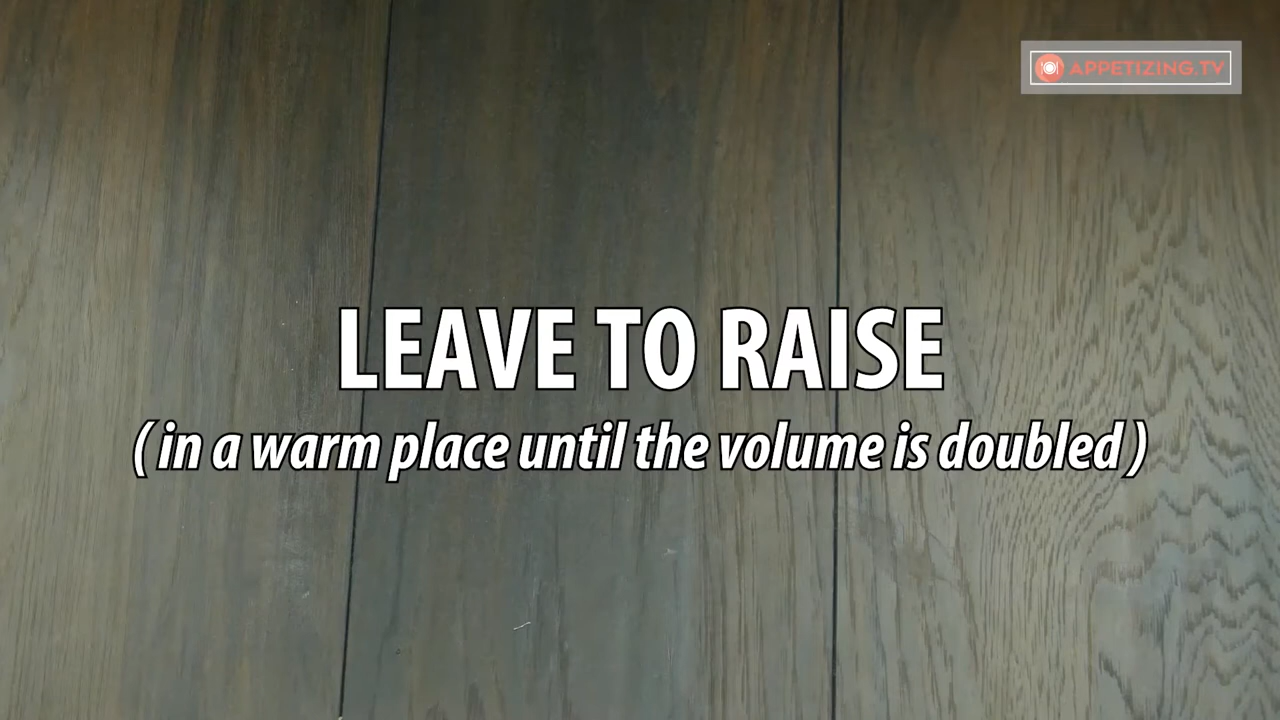 APPETIZING.TV
LEAVE TO RAISE
( in a warm place until the volume is doubled )